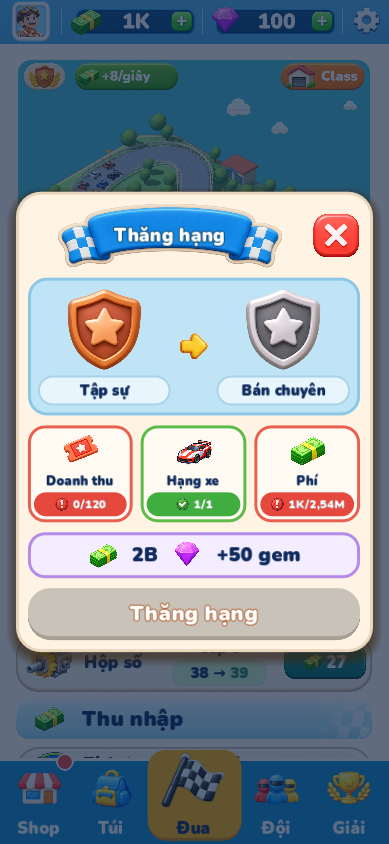 1K
100
+8/giây
Class
Thăng hạng
Tập sự
Bán chuyên
Doanh thu
0/120
Hạng xe
1/1
Phí
1K/2,54M
2B
+50 gem
Thăng hạng
Hộp số
38 → 39
27
Thu nhập
Shop
Túi
Đua
Đội
Giải